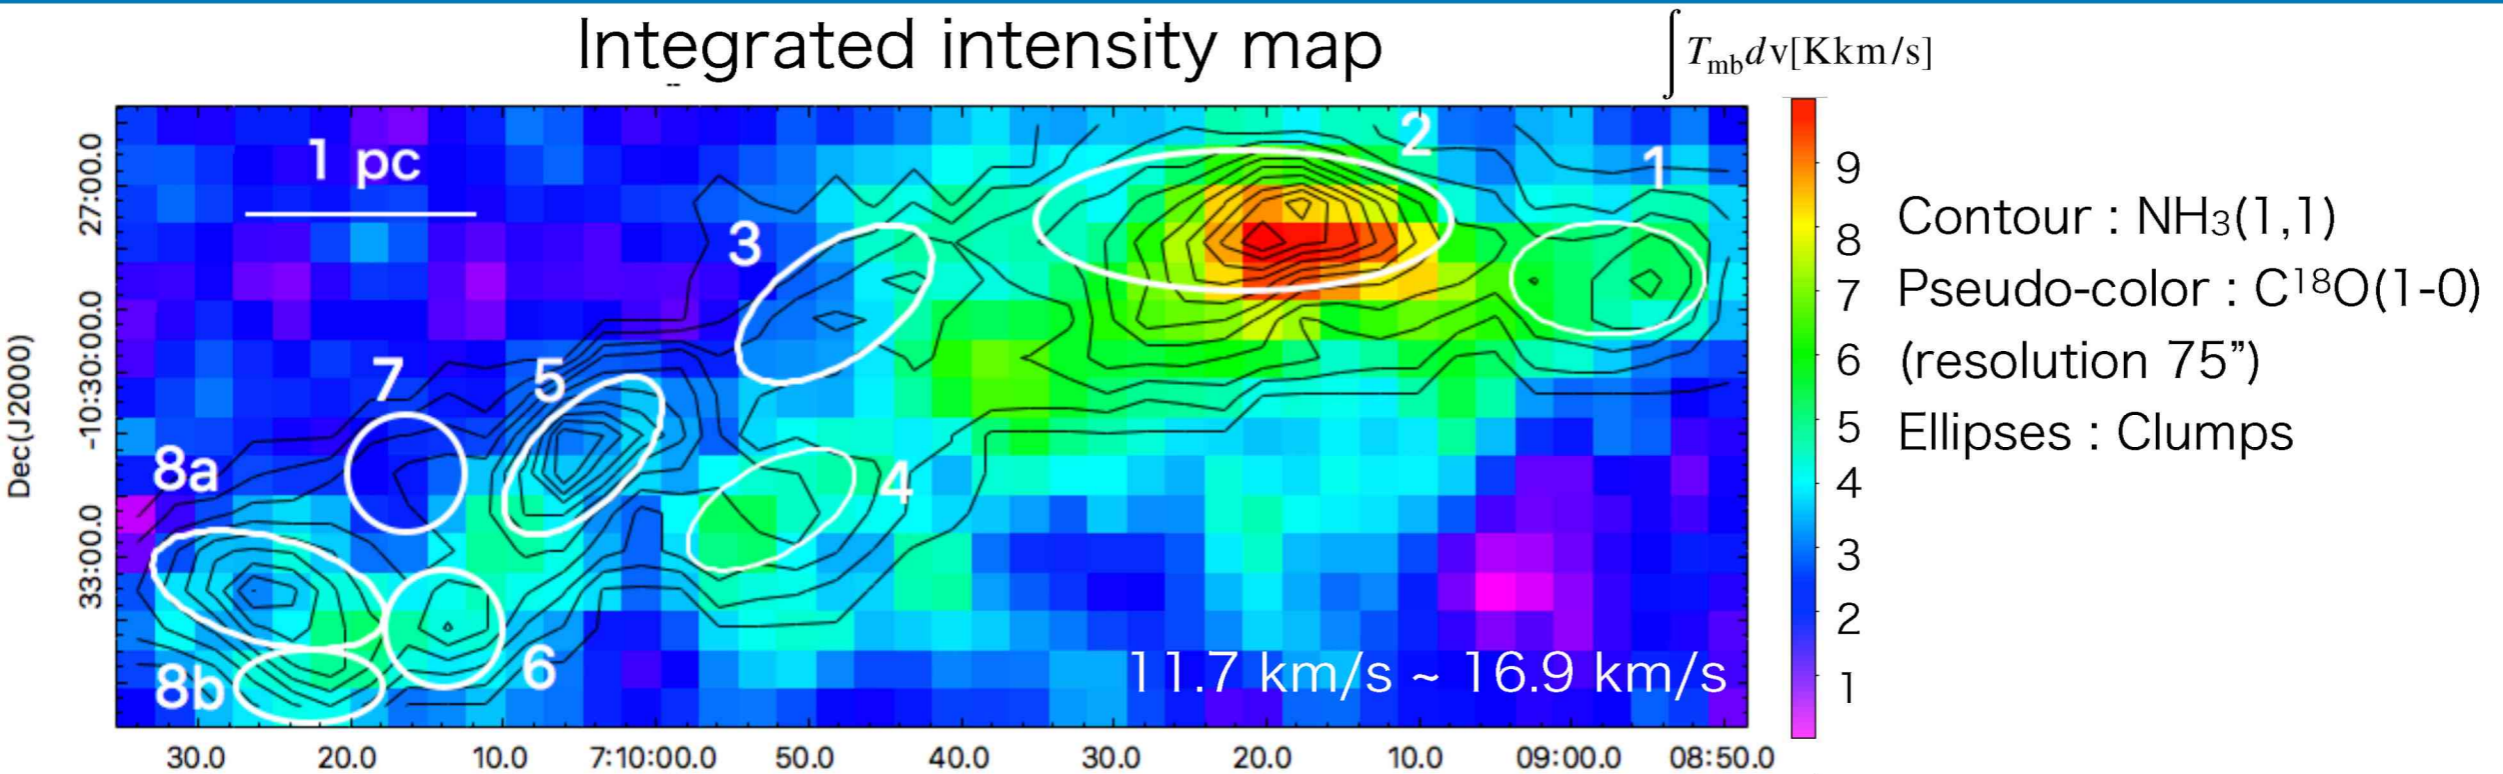 Integrated intensity map
∫ T_mb dv[Kkm/s]
1 pc
1
2
3
4
5
6
7
8a
8b
11.7 km/s ~ 16.9 km/s
Dec(J2000)
27:00.0
-10:30:00.0
33:00.0
30.0 20.0 10.0 7:10:00.0 50.0 40.0 30.0 20.0 10.0 09:00.0 08:50.0
9
8
7
6
5
4
3
2
1
Contour : NH₃(1,1)
Pseudo-color : C¹⁸O(1-0)
(resolution 75”)
Ellipses : Clumps